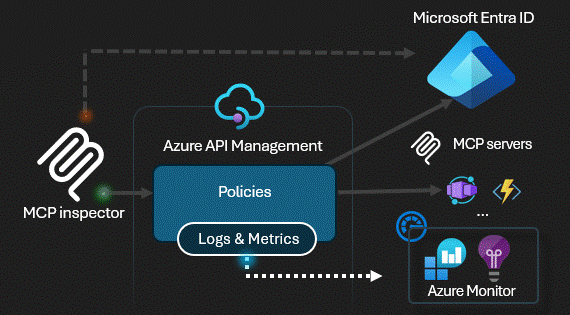 Microsoft Entra ID
Azure API Management
MCP servers
Policies
MCP inspector
...
Logs & Metrics
Azure Monitor